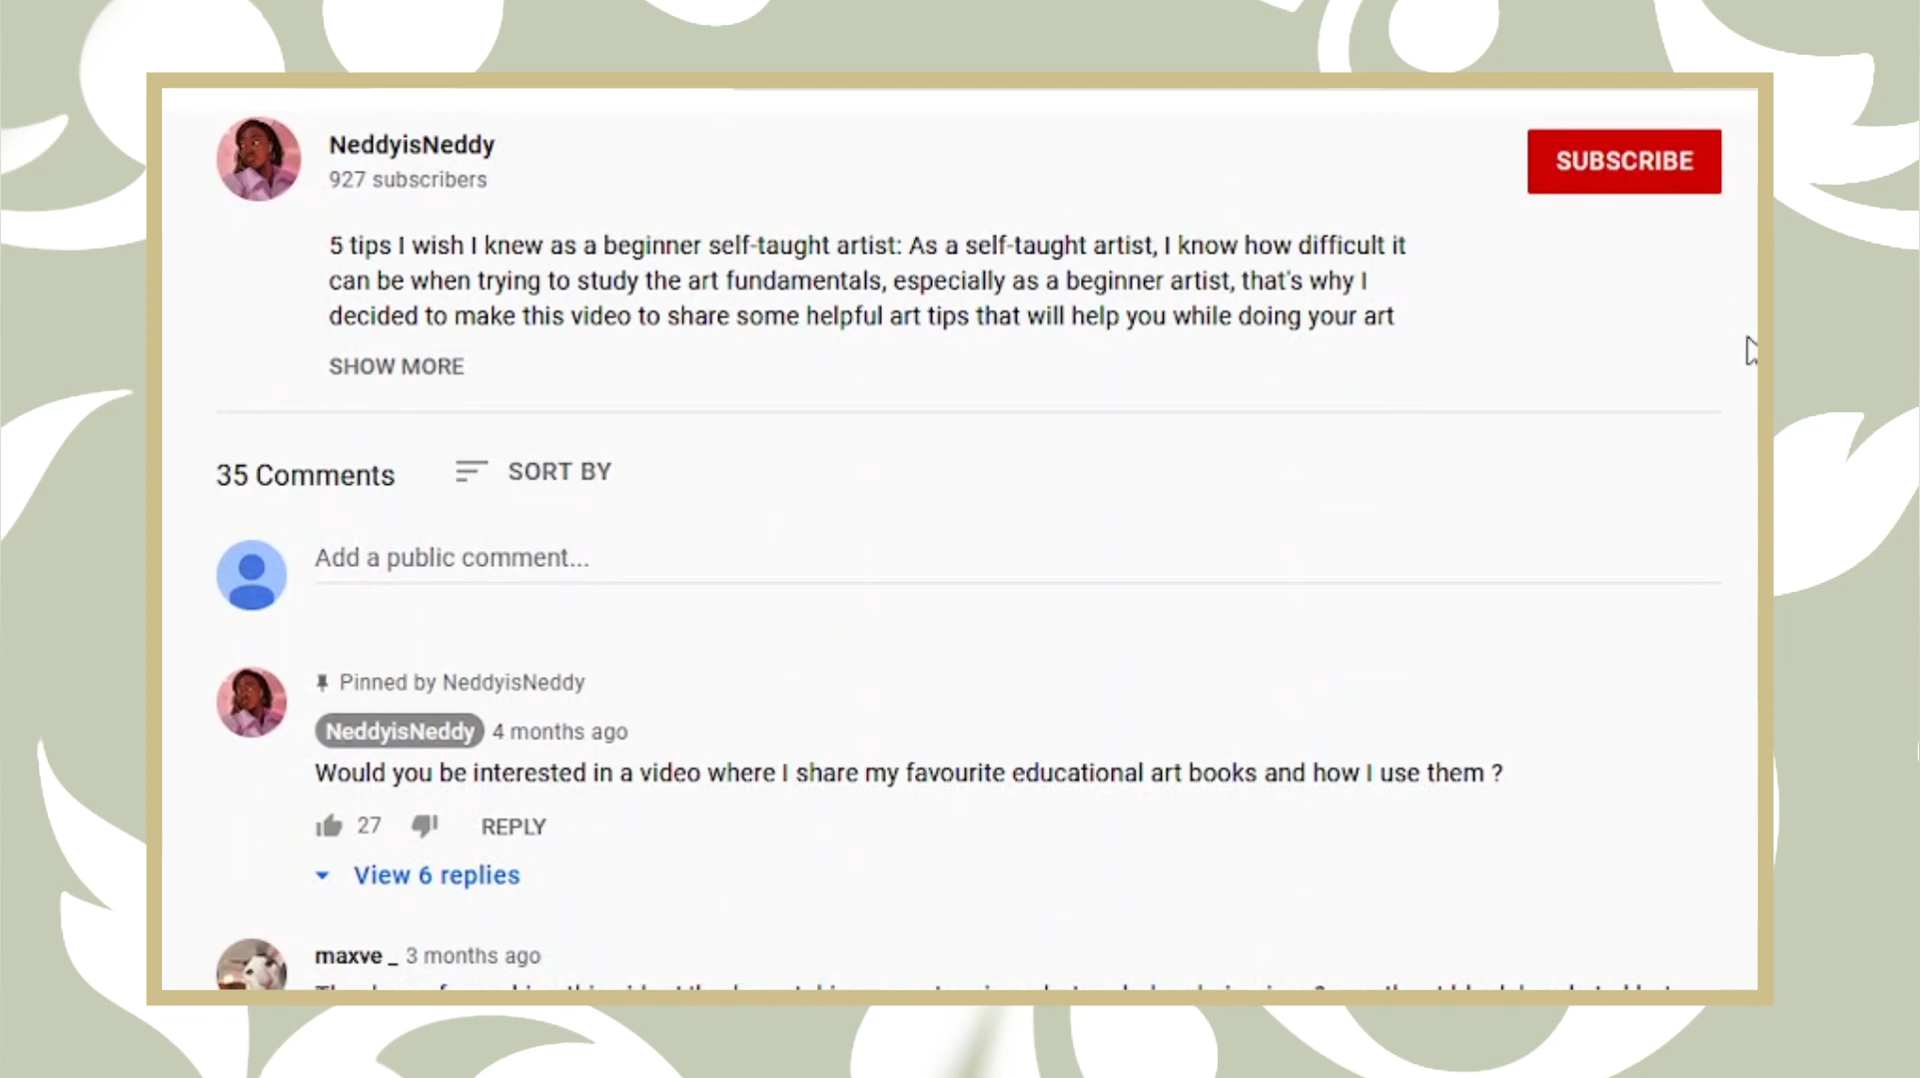 NeddyisNeddy
927 subscribers
SUBSCRIBE
5 tips I wish I knew as a beginner self-taught artist: As a self-taught artist, I know how difficult it
can be when trying to study the art fundamentals, especially as a beginner artist, that's why I
decided to make this video to share some helpful art tips that will help you while doing your art
SHOW MORE
35 Comments SORT BY
Add a public comment...
Pinned by NeddyisNeddy
NeddyisNeddy 4 months ago
Would you be interested in a video where I share my favourite educational art books and how I use them ?
27 REPLY
View 6 replies
maxve _ 3 months ago